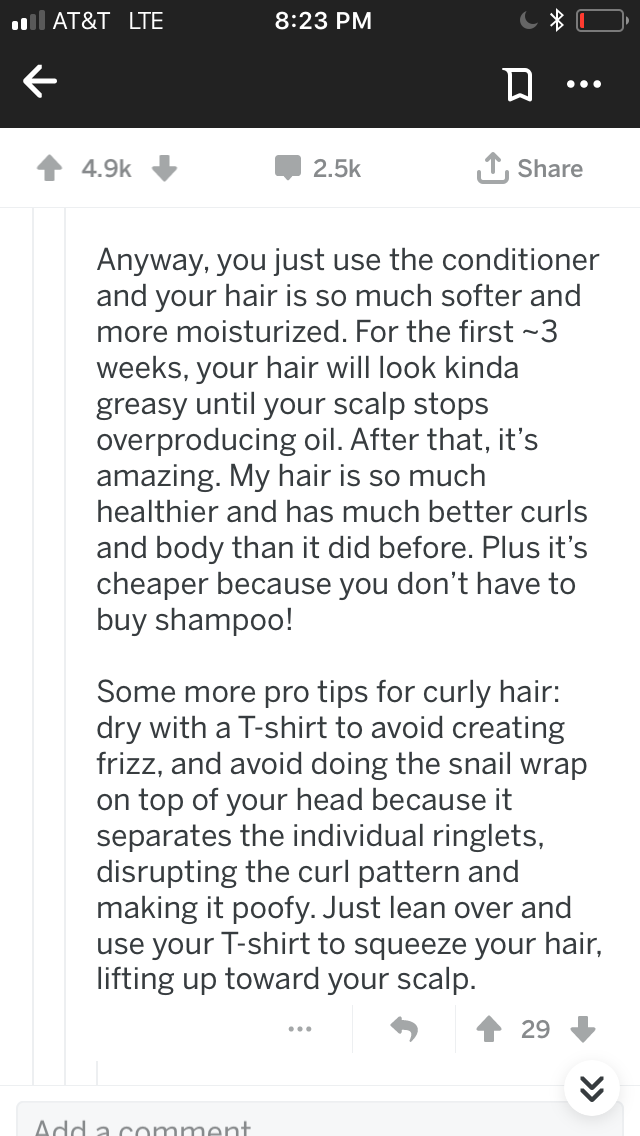 AT&T LTE 8:23 PM
4.9k 2.5k Share
Anyway, you just use the conditioner
and your hair is so much softer and
more moisturized. For the first ~3
weeks, your hair will look kinda
greasy until your scalp stops
overproducing oil. After that, it’s
amazing. My hair is so much
healthier and has much better curls
and body than it did before. Plus it’s
cheaper because you don’t have to
buy shampoo!
Some more pro tips for curly hair:
dry with a T-shirt to avoid creating
frizz, and avoid doing the snail wrap
on top of your head because it
separates the individual ringlets,
disrupting the curl pattern and
making it poofy. Just lean over and
use your T-shirt to squeeze your hair,
lifting up toward your scalp.
29
Add a comment